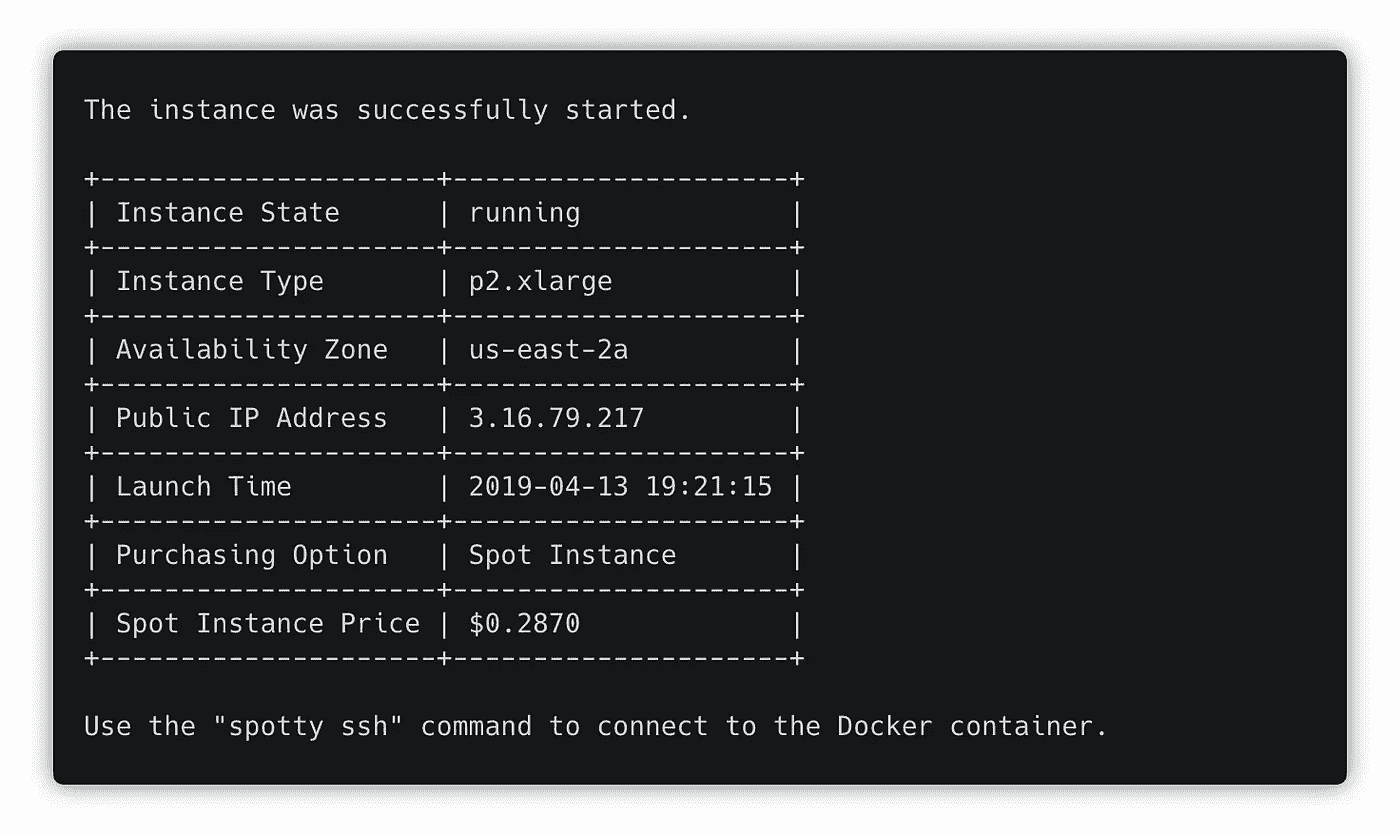 The instance was successfully started.
+---------------------+---------------------+
| Instance State      | running             |
+---------------------+---------------------+
| Instance Type       | p2.xlarge           |
+---------------------+---------------------+
| Availability Zone   | us-east-2a          |
+---------------------+---------------------+
| Public IP Address   | 3.16.79.217         |
+---------------------+---------------------+
| Launch Time         | 2019-04-13 19:21:15 |
+---------------------+---------------------+
| Purchasing Option   | Spot Instance       |
+---------------------+---------------------+
| Spot Instance Price | $0.2870             |
+---------------------+---------------------+
Use the "spotty ssh" command to connect to the Docker container.